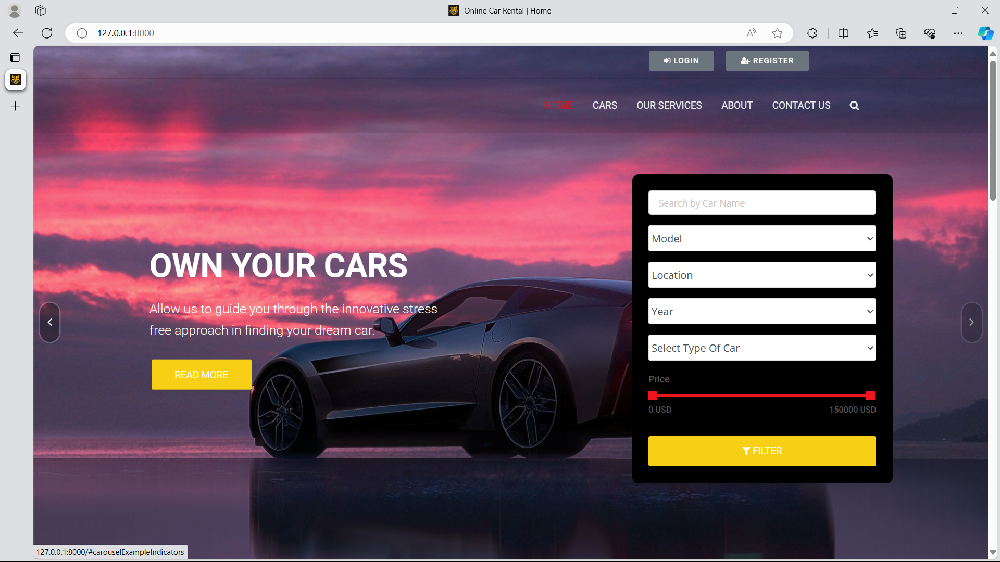 Online Car Rental | Home
127.0.0.1:8000
LOGIN
REGISTER
HOME
CARS
OUR SERVICES
ABOUT
CONTACT US
OWN YOUR CARS
Allow us to guide you through the innovative stress
free approach in finding your dream car.
READ MORE
Search by Car Name
Model
Location
Year
Select Type Of Car
Price
0 USD
150000 USD
FILTER
127.0.0.1:8000/#carouselExampleIndicators